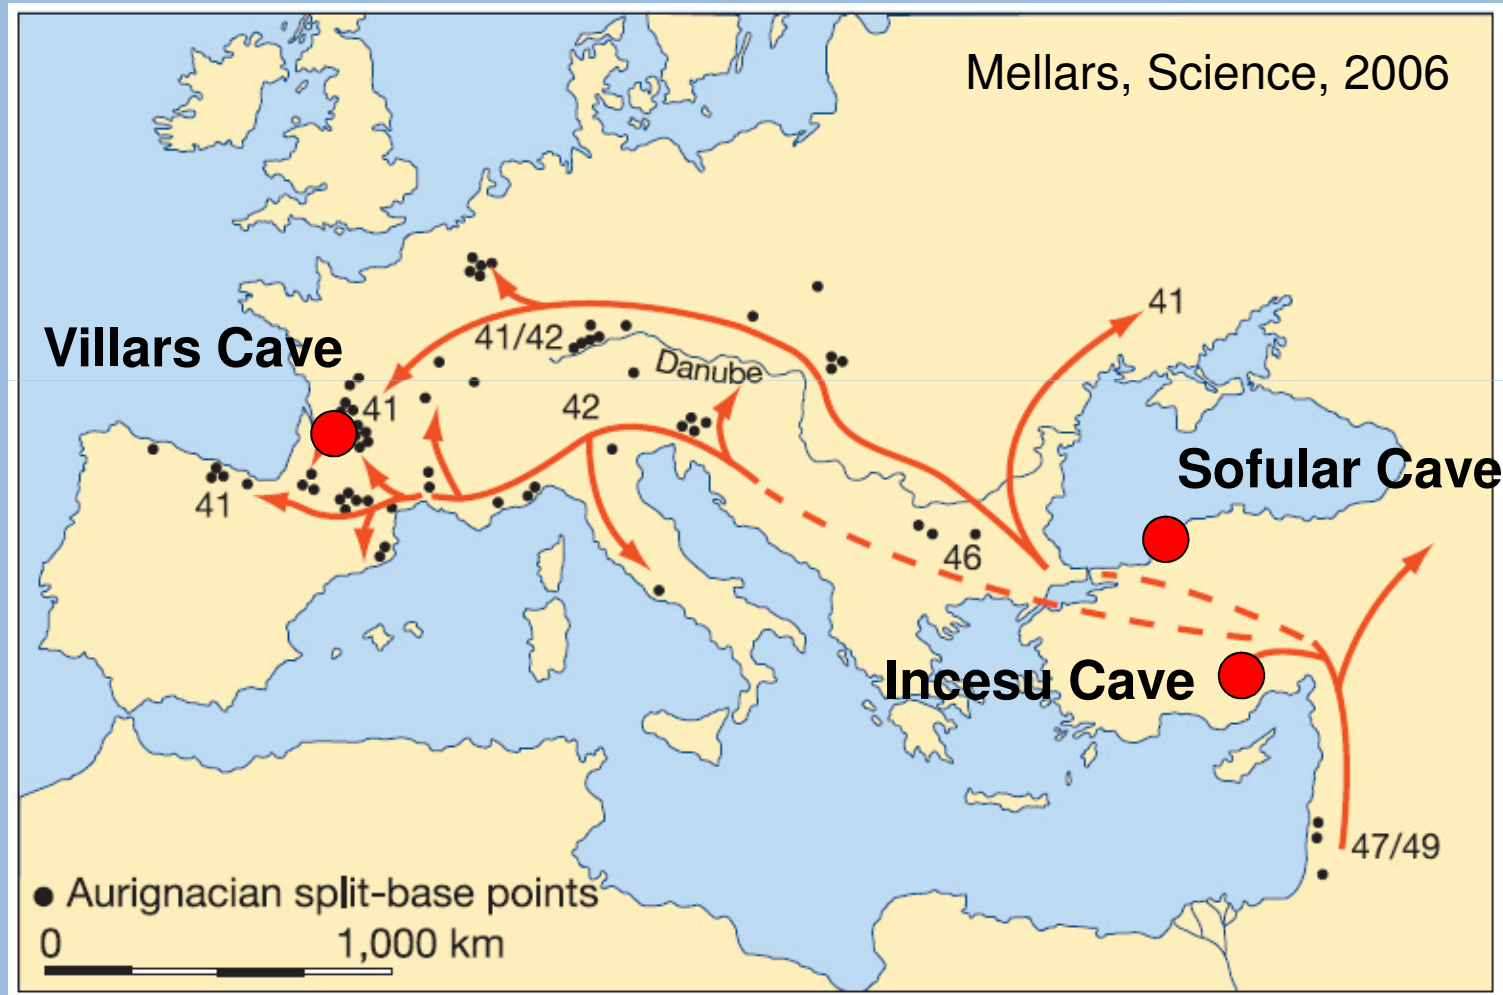 Mellars, Science, 2006
41
Villars Cave
41/42
Danube
41
42
Sofular Cave
41
46
Incesu Cave
47/49
Aurignacian split-base points
0 1,000 km